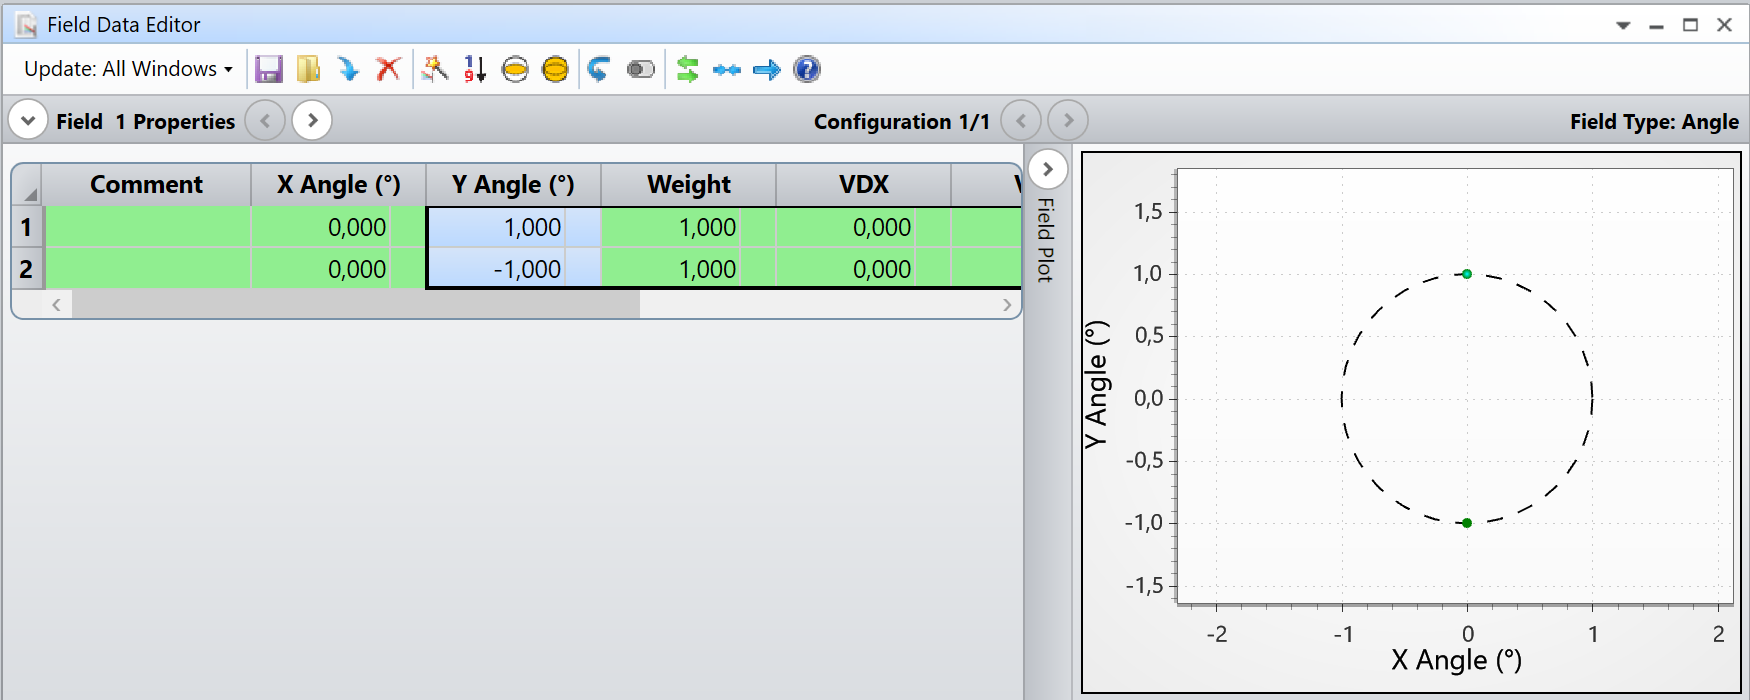 Field Data Editor
Update: All Windows
Field 1 Properties
Configuration 1/1
Field Type: Angle
Comment X Angle (°) Y Angle (°) Weight VDX
1 0,000 1,000 1,000 0,000
2 0,000 -1,000 1,000 0,000
Field Plot
1,5
1,0
0,5
0,0
-0,5
-1,0
-1,5
Y Angle (°)
-2 -1 0 1 2
X Angle (°)